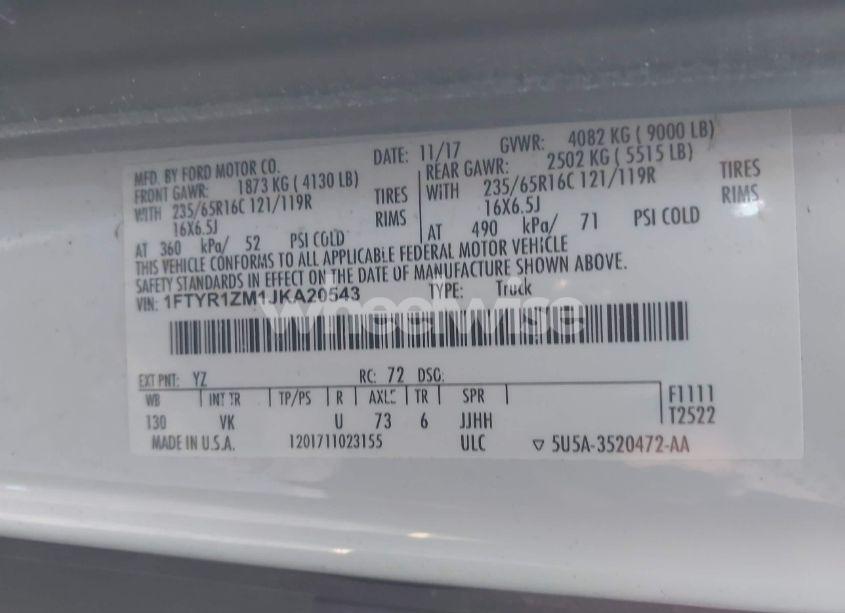 MFD. BY FORD MOTOR CO. DATE: 11/17 GVWR: 4082 KG ( 9000 LB)
FRONT GAWR: 1873 KG ( 4130 LB) REAR GAWR: 2502 KG ( 5515 LB)
WITH 235/65R16C 121/119R TIRES WITH 235/65R16C 121/119R TIRES
16X6.5J RIMS 16X6.5J RIMS
AT 360 kPa/ 52 PSI COLD AT 490 kPa/ 71 PSI COLD
THIS VEHICLE CONFORMS TO ALL APPLICABLE FEDERAL MOTOR VEHICLE
SAFETY STANDARDS IN EFFECT ON THE DATE OF MANUFACTURE SHOWN ABOVE.
VIN: 1FTYR1ZM1JKA20543 TYPE: Truck
wheelwise
EXT PNT: YZ RC: 72 DSO:
WB INT TR TP/PS R AXLE TR SPR F1111
130 VK U 73 6 JJHH T2522
MADE IN U.S.A. 1201711023155 ULC ▽ 5U5A-3520472-AA